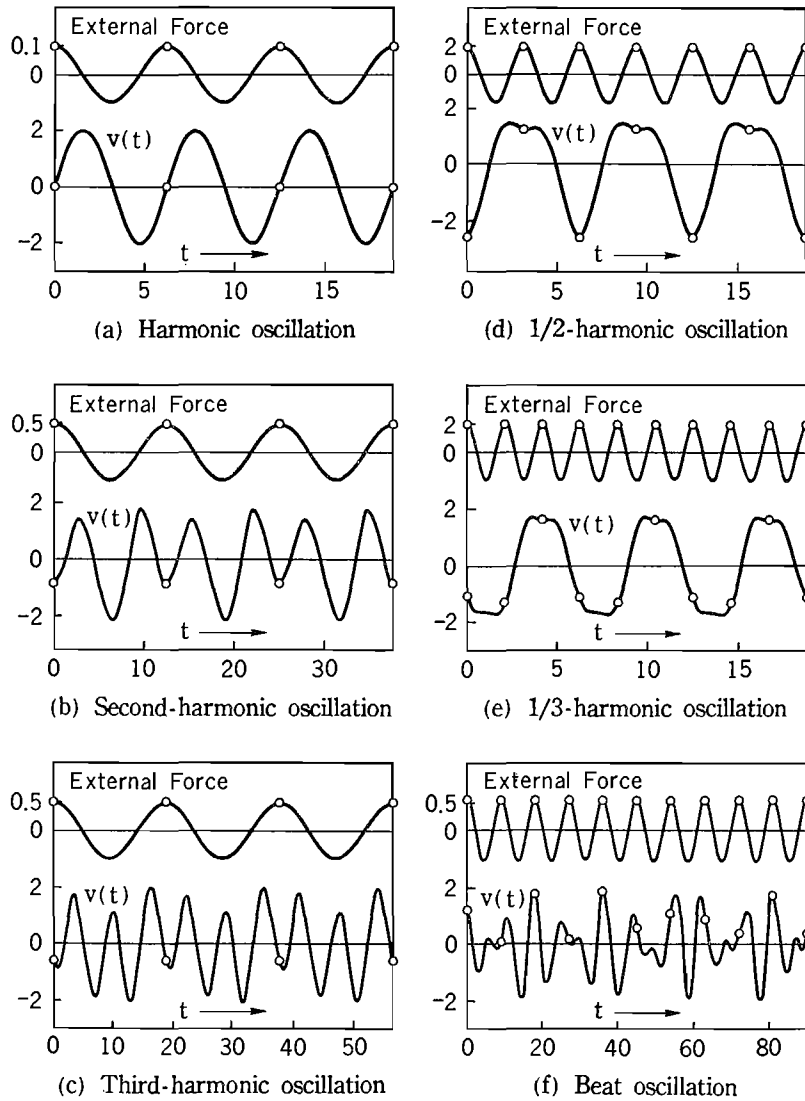 External Force
0.1
0
v(t)
2
0
-2
t
0 5 10 15
(a) Harmonic oscillation
External Force
0.5
0
v(t)
2
0
-2
t
0 10 20 30
(b) Second-harmonic oscillation
External Force
0.5
0
v(t)
2
0
-2
t
0 10 20 30 40 50
(c) Third-harmonic oscillation
External Force
2
0
2
v(t)
0
-2
t
0 5 10 15
(d) 1/2-harmonic oscillation
External Force
2
0
2
v(t)
0
-2
t
0 5 10 15
(e) 1/3-harmonic oscillation
External Force
0.5
0
2
v(t)
0
-2
t
0 20 40 60 80
(f) Beat oscillation